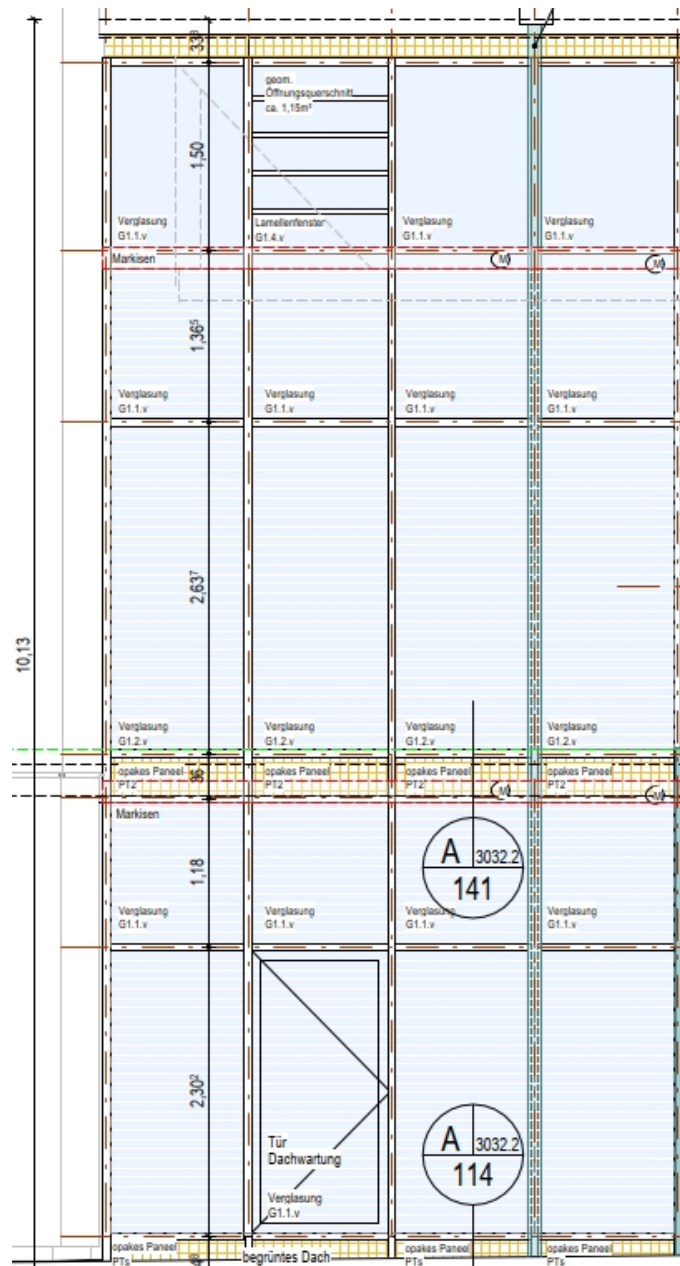 33³
geom.
Öffnungsquerschnitt
ca. 1,15m²
1,50
Verglasung
G1.1.v
Lamellenfenster
G1.4.v
Verglasung
G1.1.v
Verglasung
G1.1.v
Markisen
M
M
1,36⁵
Verglasung
G1.1.v
Verglasung
G1.1.v
Verglasung
G1.1.v
Verglasung
G1.1.v
2,63⁷
10,13
Verglasung
G1.2.v
Verglasung
G1.2.v
Verglasung
G1.2.v
Verglasung
G1.2.v
opakes Paneel
PT2
opakes Paneel
PT2
opakes Paneel
PT2
opakes Paneel
PT2
M
M
Markisen
1,18
A 3032.2
141
Verglasung
G1.1.v
Verglasung
G1.1.v
Verglasung
G1.1.v
Verglasung
G1.1.v
2,30²
A 3032.2
114
Tür
Dachwartung
Verglasung
G1.1.v
opakes Paneel
PTs
begrüntes Dach
opakes Paneel
PTs
opakes Paneel
PTs